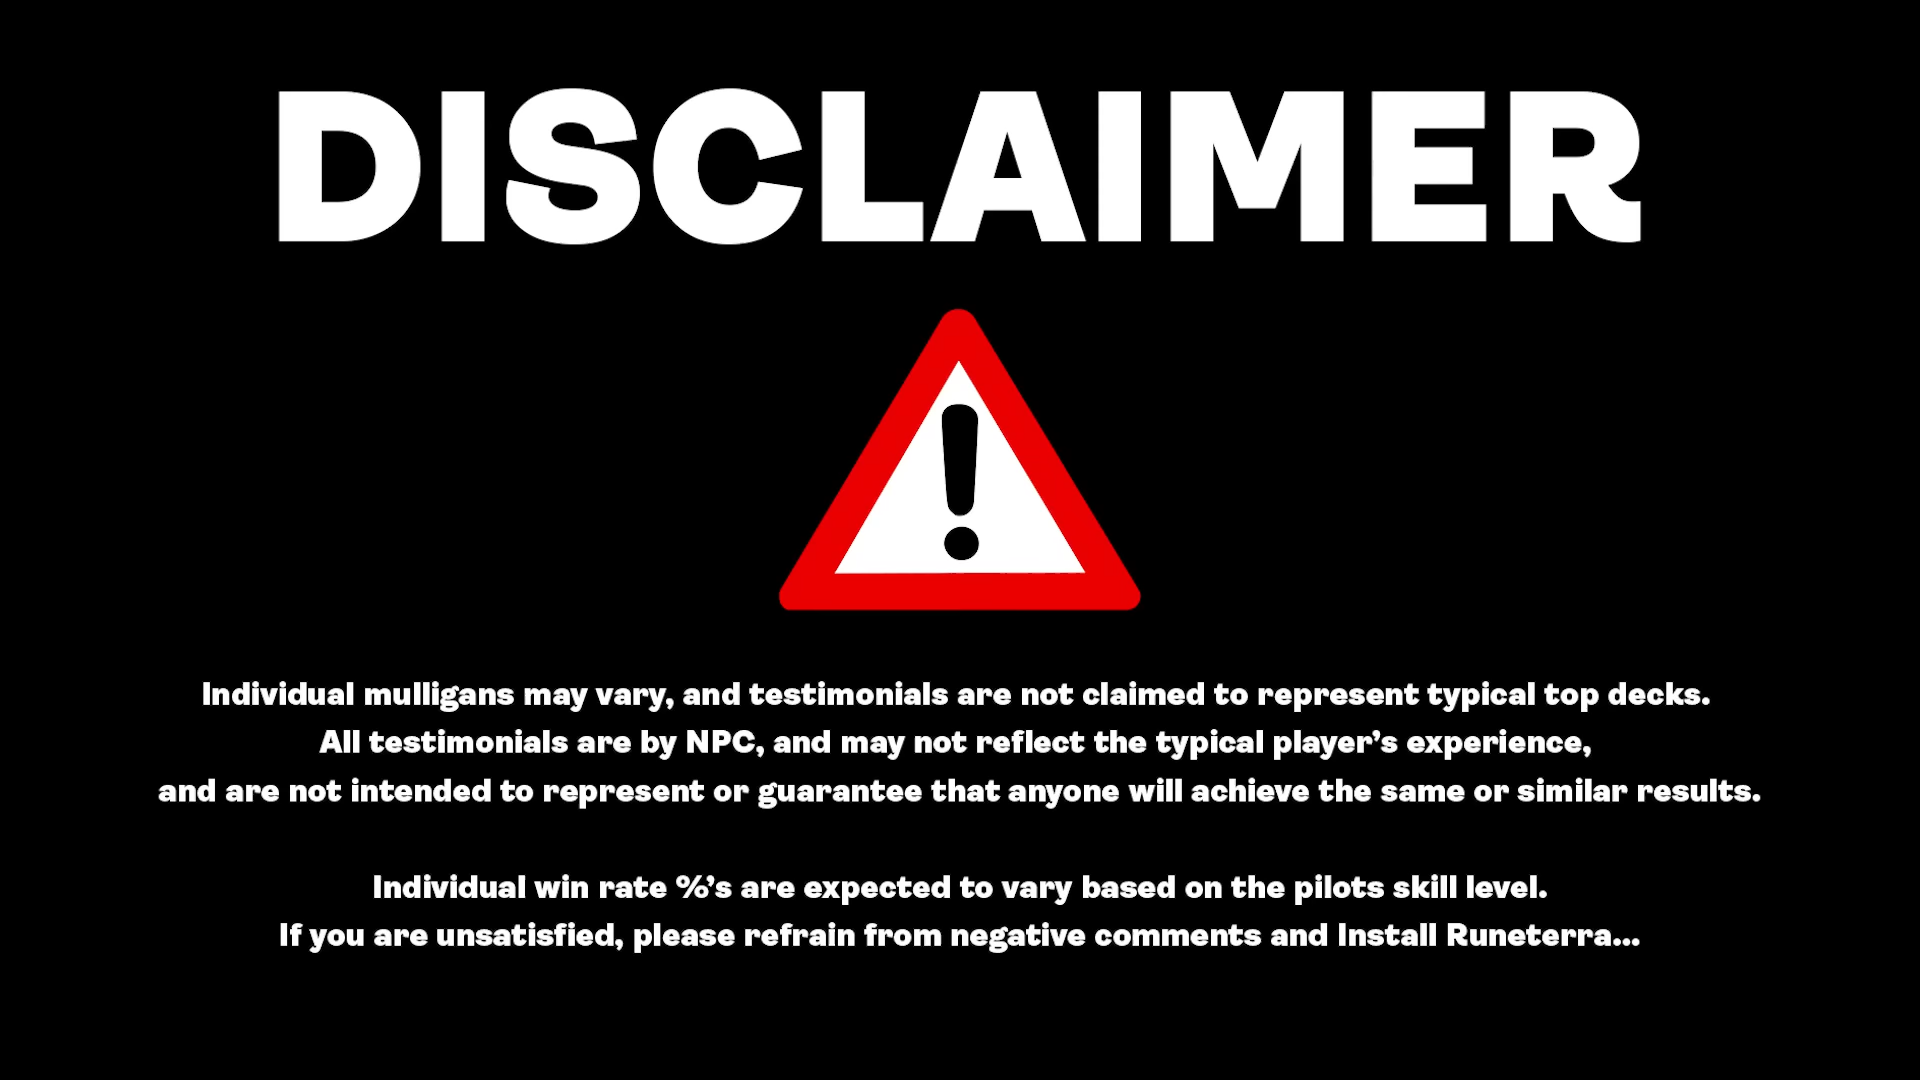 DISCLAIMER
Individual mulligans may vary, and testimonials are not claimed to represent typical top decks.
All testimonials are by NPC, and may not reflect the typical player’s experience,
and are not intended to represent or guarantee that anyone will achieve the same or similar results.
Individual win rate %’s are expected to vary based on the pilots skill level.
If you are unsatisfied, please refrain from negative comments and Install Runeterra...